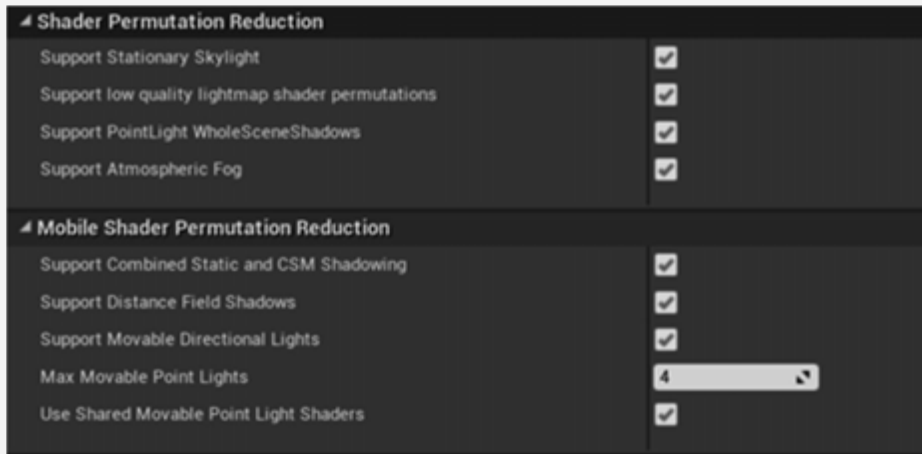 Shader Permutation Reduction
Support Stationary Skylight
Support low quality lightmap shader permutations
Support PointLight WholeSceneShadows
Support Atmospheric Fog
Mobile Shader Permutation Reduction
Support Combined Static and CSM Shadowing
Support Distance Field Shadows
Support Movable Directional Lights
Max Movable Point Lights 4
Use Shared Movable Point Light Shaders